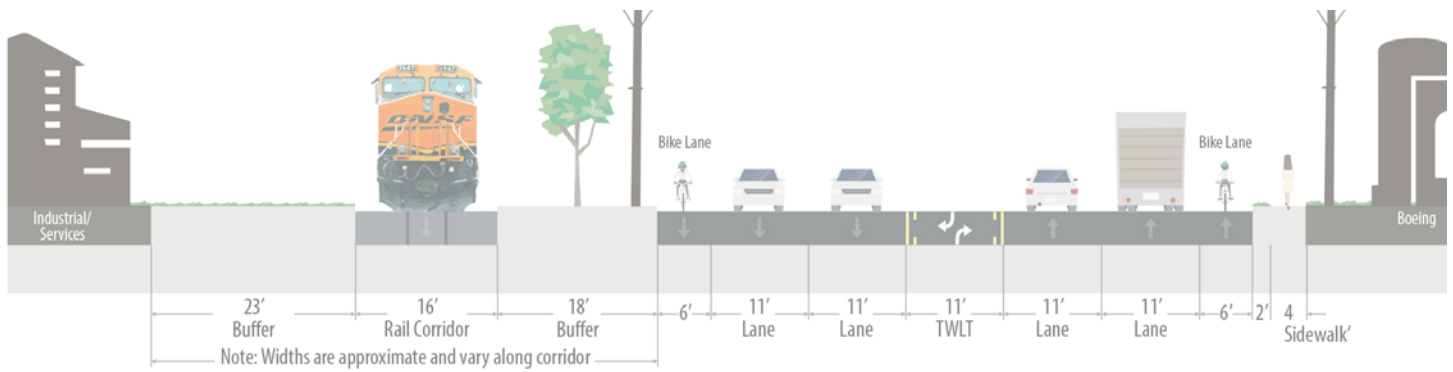 Industrial/
Services
7547
BNSF
Bike Lane
Bike Lane
Boeing
23’
Buffer
16’
Rail Corridor
18’
Buffer
6’
11’
Lane
11’
Lane
11’
TWLT
11’
Lane
11’
Lane
6’
2’
4
Sidewalk’
Note: Widths are approximate and vary along corridor